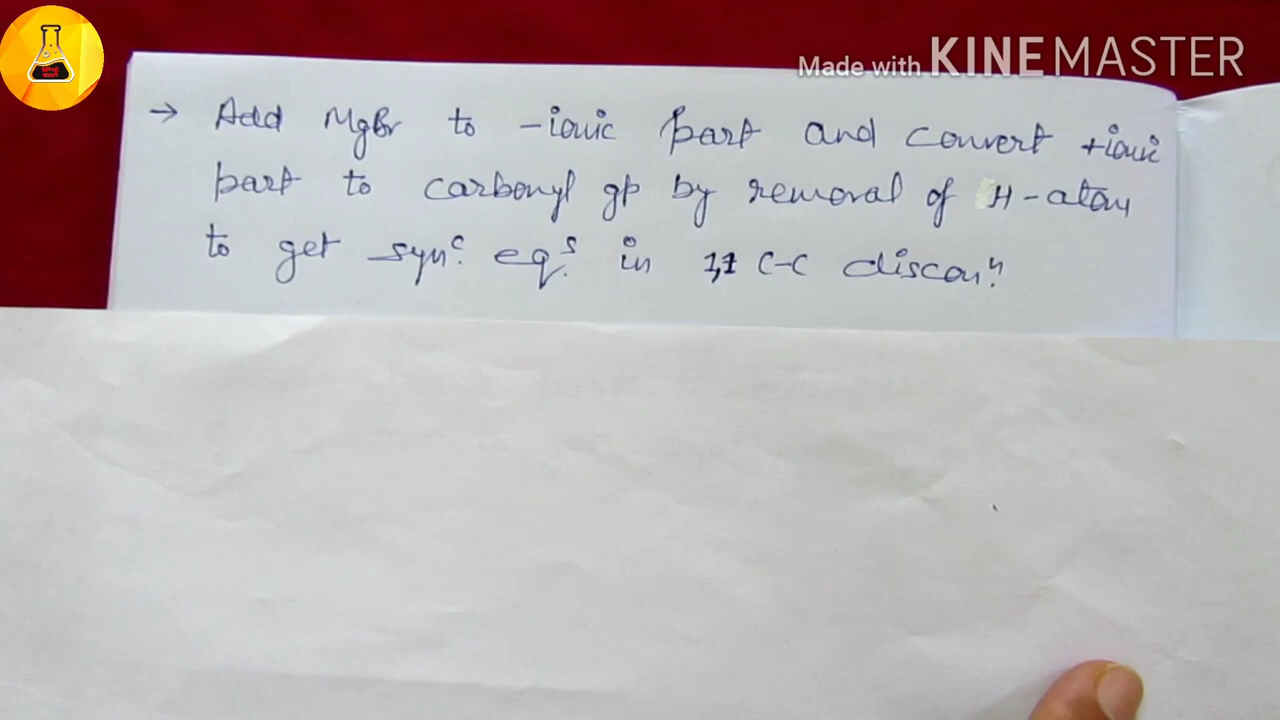 Made with KINEMASTER
→ Add MgBr to -ionic part and convert +ionic
part to carbonyl gp by removal of H-atom
to get synᶜ. eqˢ. in 1,1 C-C disconⁿ.